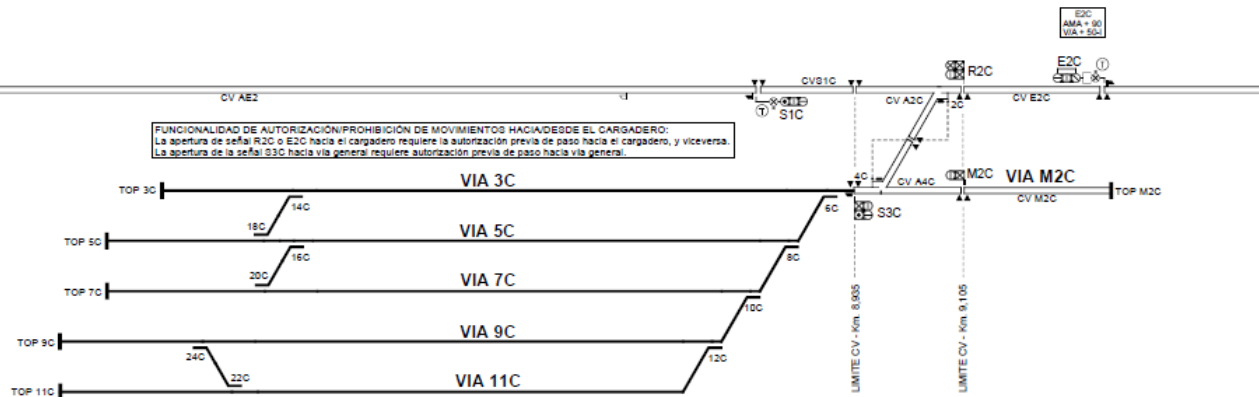 E2C
AMA + 90
V/A + 50-I
R2C
E2C
T
CVS1C
CV AE2
CV A2C
2C
CV E2C
T
S1C
FUNCIONALIDAD DE AUTORIZACIÓN/PROHIBICIÓN DE MOVIMIENTOS HACIA/DESDE EL CARGADERO:
La apertura de señal R2C o E2C hacia el cargadero requiere la autorización previa de paso hacia el cargadero, y viceversa.
La apertura de la señal S3C hacia vía general requiere autorización previa de paso hacia vía general.
TOP 3C
VIA 3C
4C
CV A4C
M2C
VIA M2C
CV M2C
TOP M2C
14C
6C
S3C
18C
TOP 5C
VIA 5C
16C
8C
20C
TOP 7C
VIA 7C
10C
LIMITE CV - Km. 8,935
LIMITE CV - Km. 9,105
TOP 9C
VIA 9C
24C
12C
22C
TOP 11C
VIA 11C